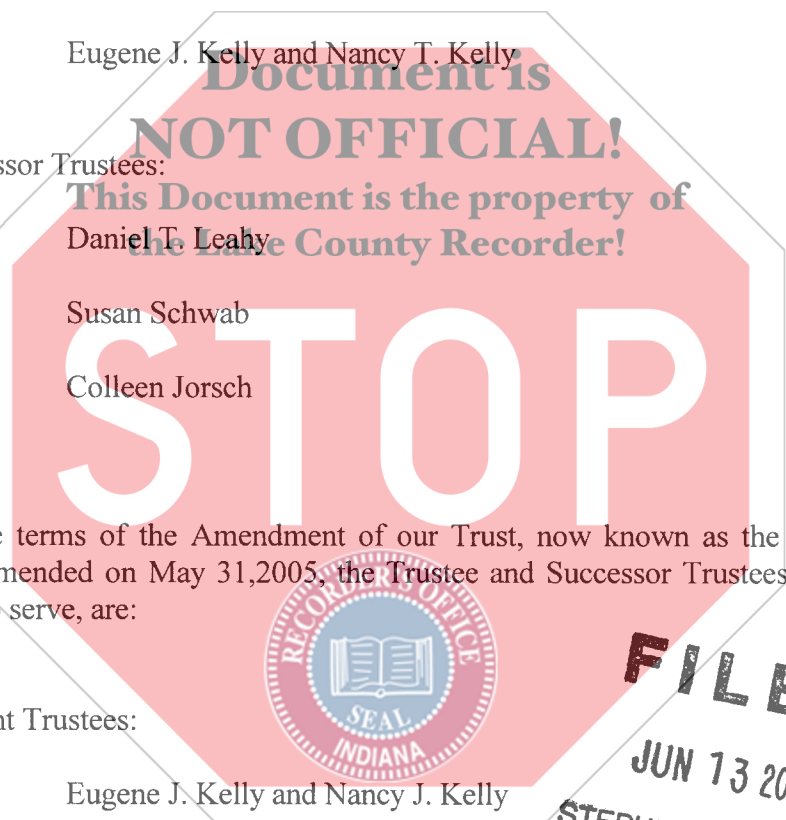 Eugene J. Kelly and Nancy T. Kelly
Document is
NOT OFFICIAL!
ssor Trustees:
This Document is the property of
Daniel T. Leahy
the Lake County Recorder!
Susan Schwab
STOP
Colleen Jorsch
e terms of the Amendment of our Trust, now known as the
mended on May 31,2005, the Trustee and Successor Trustees
serve, are:
RECORDER'S OFFICE
SEAL
INDIANA
FILE
nt Trustees:
JUN 13 20
Eugene J. Kelly and Nancy J. Kelly